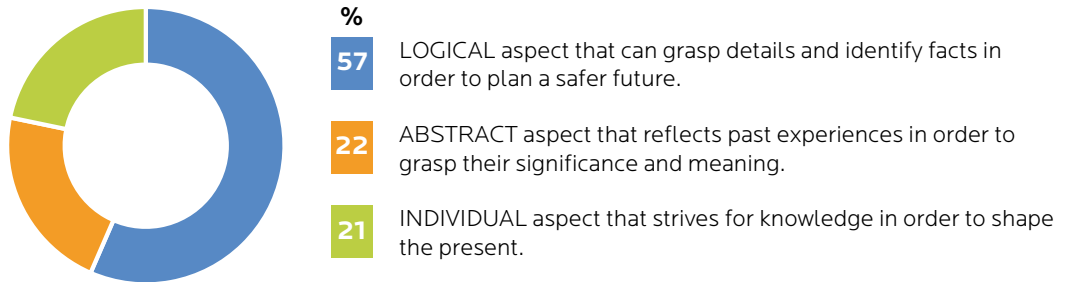 %
57
LOGICAL aspect that can grasp details and identify facts in
order to plan a safer future.
22
ABSTRACT aspect that reflects past experiences in order to
grasp their significance and meaning.
21
INDIVIDUAL aspect that strives for knowledge in order to shape
the present.